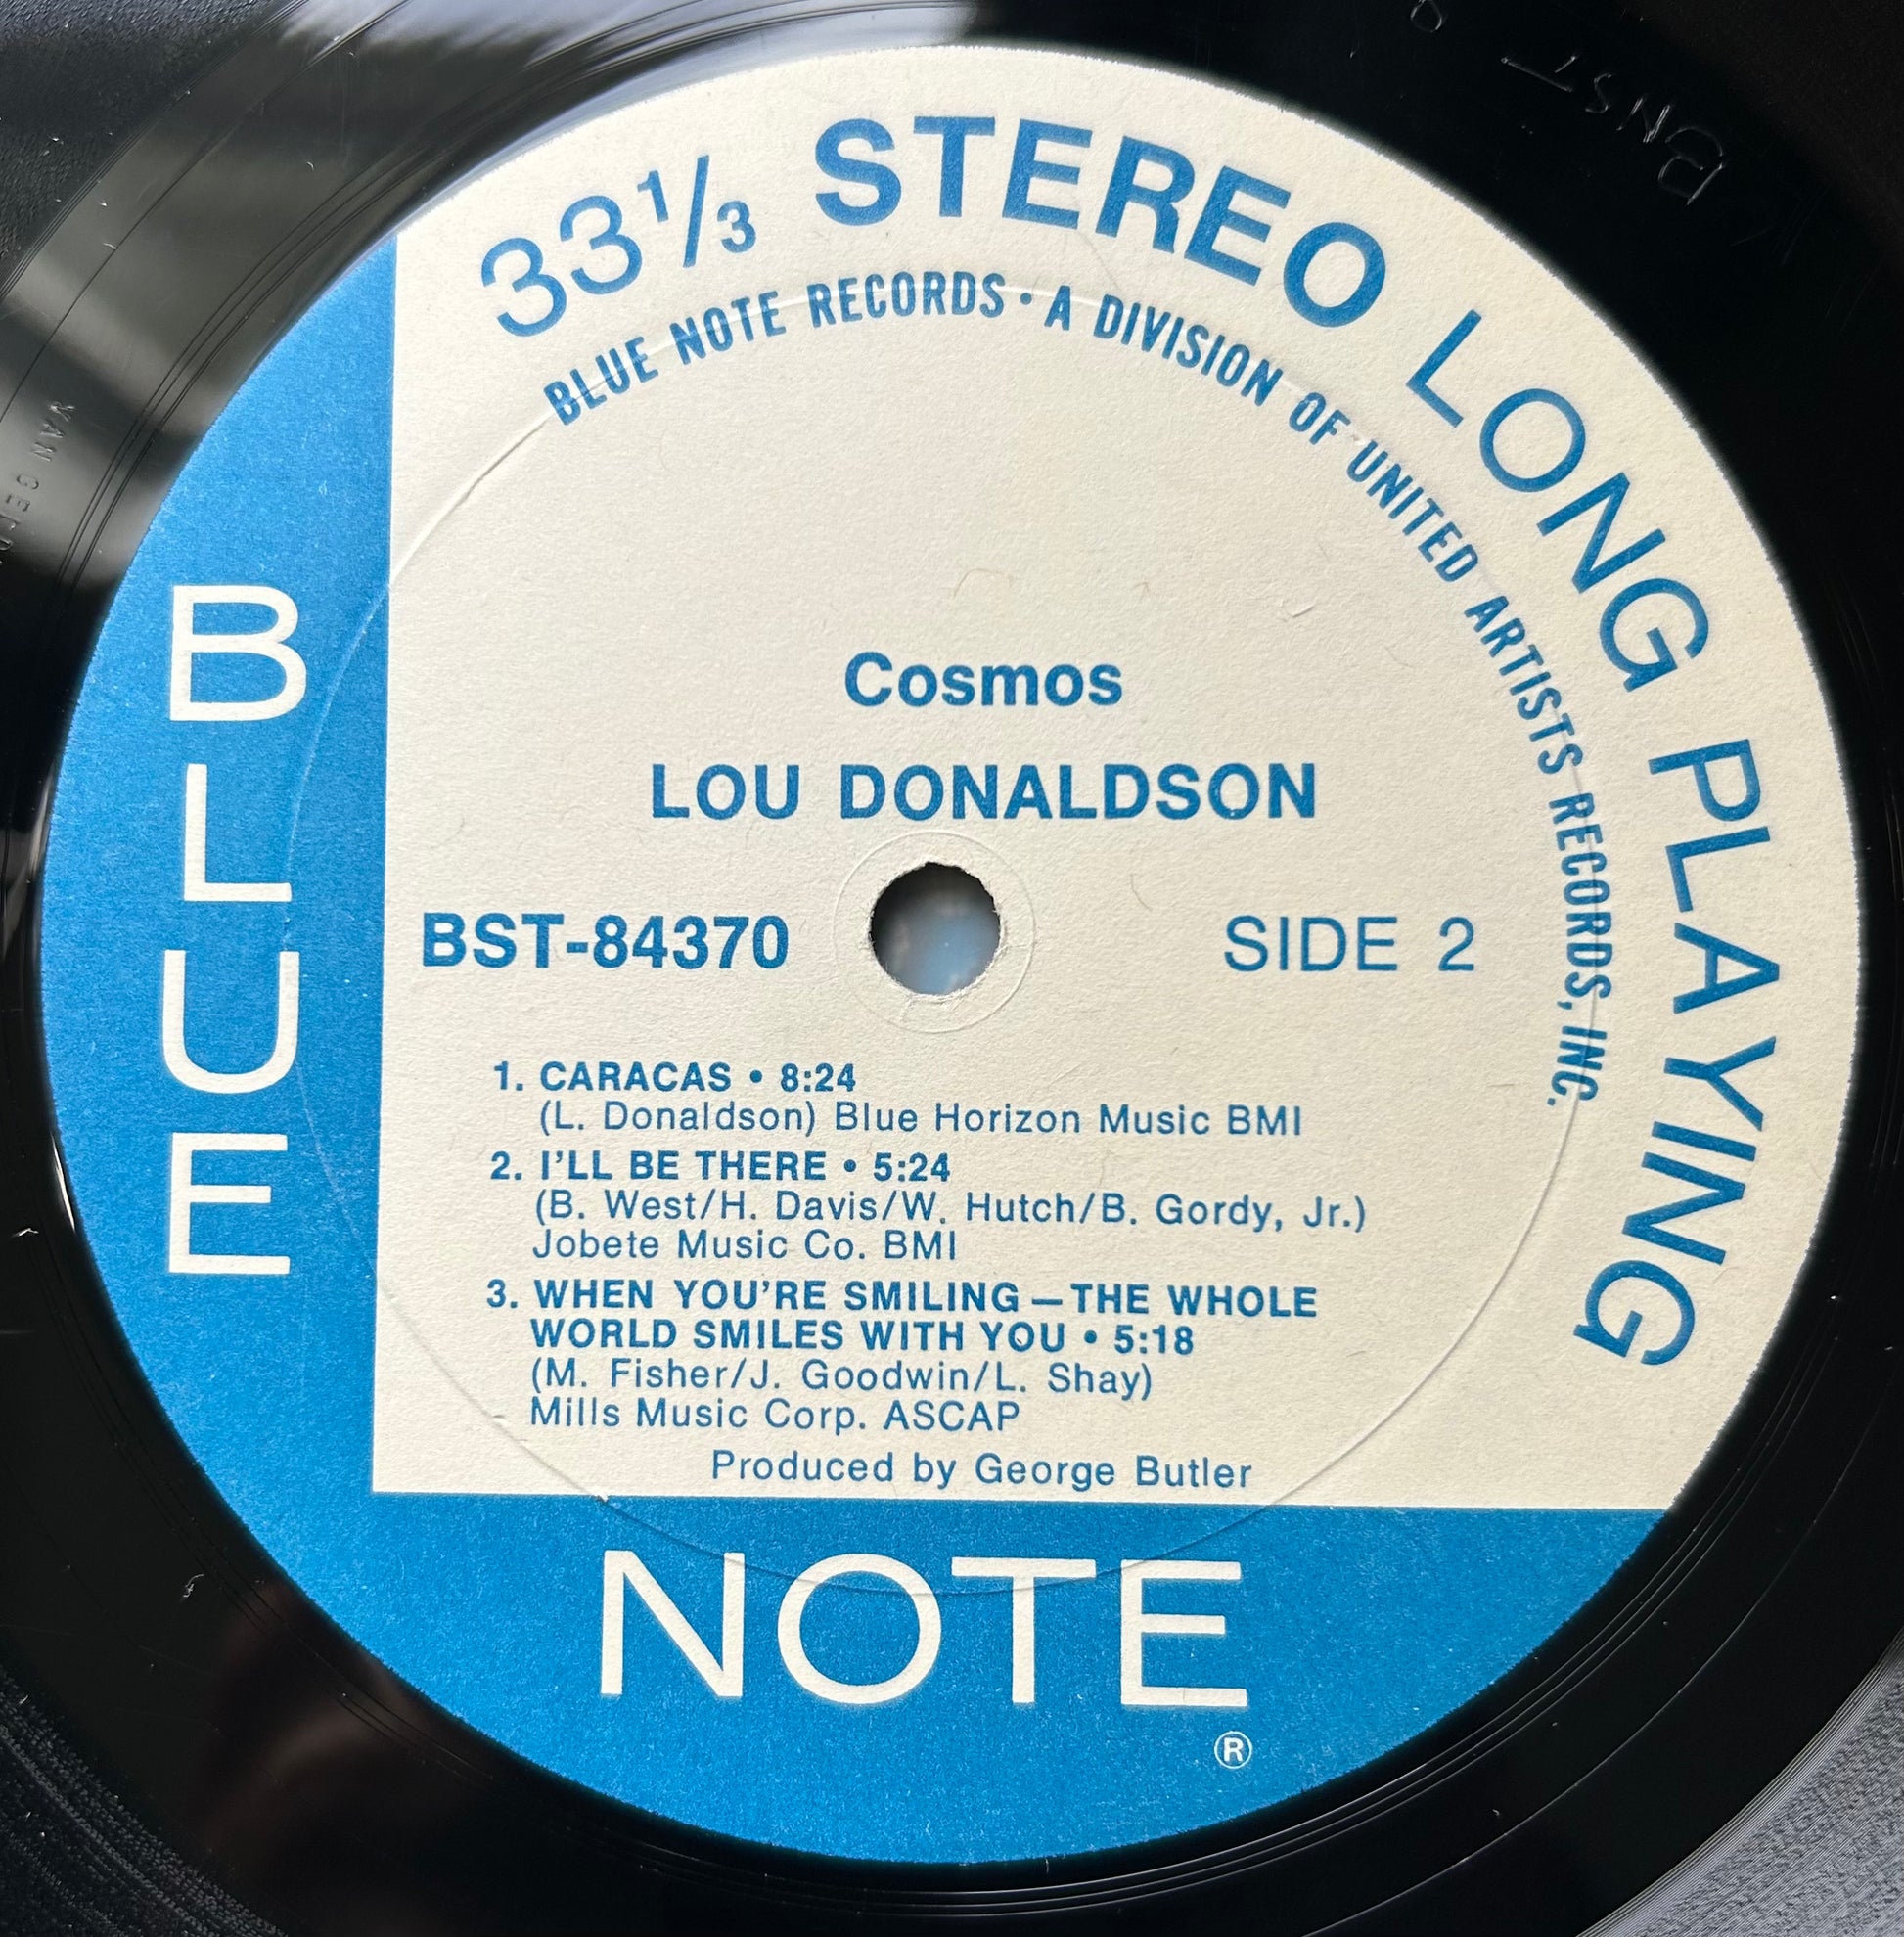 33⅓ STEREO LONG PLAYING
BLUE NOTE RECORDS · A DIVISION OF UNITED ARTISTS RECORDS, INC.
Cosmos
LOU DONALDSON
BST-84370
SIDE 2
1. CARACAS • 8:24
(L. Donaldson) Blue Horizon Music BMI
2. I'LL BE THERE • 5:24
(B. West/H. Davis/W. Hutch/B. Gordy, Jr.)
Jobete Music Co. BMI
3. WHEN YOU'RE SMILING—THE WHOLE
WORLD SMILES WITH YOU • 5:18
(M. Fisher/J. Goodwin/L. Shay)
Mills Music Corp. ASCAP
Produced by George Butler
BLUE
NOTE
®
BNST
VAN